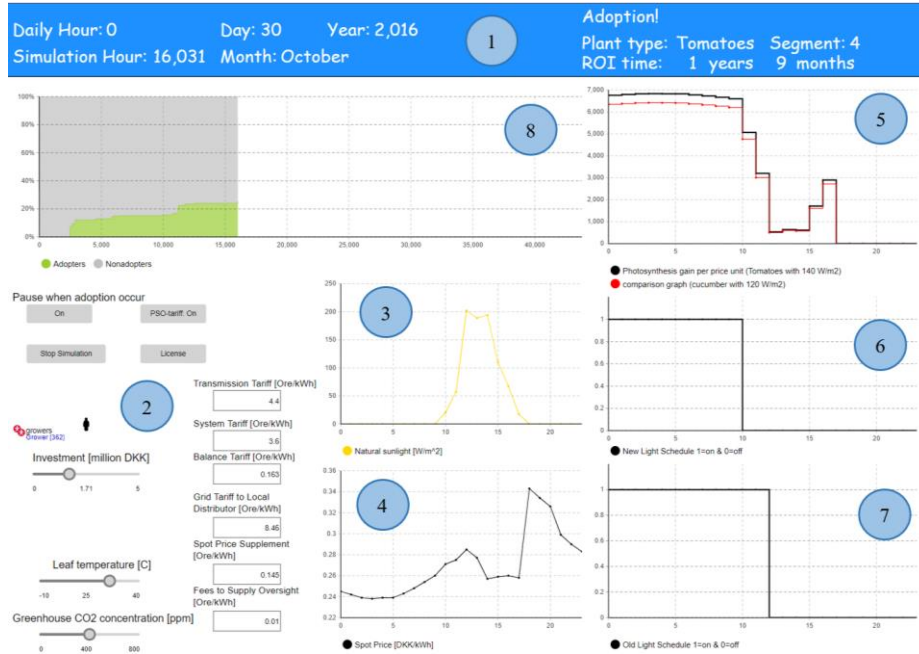 Daily Hour: 0 Day: 30 Year: 2,016
Simulation Hour: 16,031 Month: October
1
Adoption!
Plant type: Tomatoes Segment: 4
ROI time: 1 years 9 months
100%
80%
60%
40%
20%
0 5,000 10,000 15,000 20,000 25,000 30,000 35,000 40,000
8
Adopters Nonadopters
7,000
6,000
5,000
4,000
3,000
2,000
1,000
0
0 5 10 15 20
5
Photosynthesis gain per price unit (Tomatoes with 140 W/m2)
comparison graph (cucumber with 120 W/m2)
Pause when adoption occur
On PSO-tariff: On
Stop Simulation License
2
growers
Grower [362]
Investment [million DKK]
0 1.71 5
Leaf temperature [C]
-10 25 40
Greenhouse CO2 concentration [ppm]
0 400 800
Transmission Tariff [Ore/kWh]
4.4
System Tariff [Ore/kWh]
3.6
Balance Tariff [Ore/kWh]
0.163
Grid Tariff to Local
Distributor [Ore/kWh]
8.46
Spot Price Supplement
[Ore/kWh]
0.145
Fees to Supply Oversight
[Ore/kWh]
0.01
250
200
150
100
50
0
0 5 10 15 20
3
Natural sunlight [W/m^2]
0.36
0.34
0.32
0.3
0.28
0.26
0.24
0.22
0 5 10 15 20
4
Spot Price [DKK/kWh]
1
0.8
0.6
0.4
0.2
0
0 5 10 15 20
6
New Light Schedule 1=on & 0=off
1
0.8
0.6
0.4
0.2
0
0 5 10 15 20
7
Old Light Schedule 1=on & 0=off